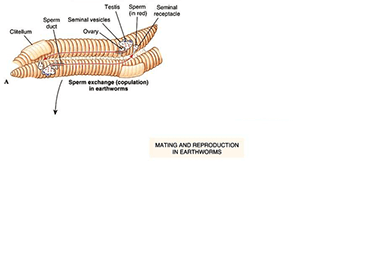 Testis
Sperm
(in red)
Seminal
receptacle
Seminal vesicles
Ovary
Sperm
duct
Clitellum
A
Sperm exchange (copulation)
in earthworms
MATING AND REPRODUCTION
IN EARTHWORMS